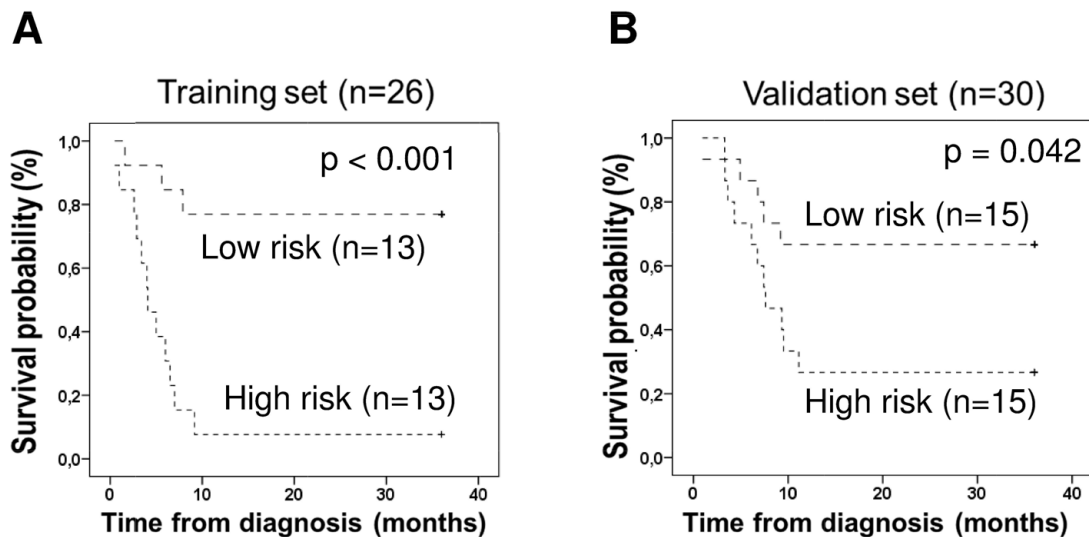 A
Training set (n=26)
Survival probability (%)
1,0
0,8
0,6
0,4
0,2
0,0
p < 0.001
Low risk (n=13)
High risk (n=13)
0 10 20 30 40
Time from diagnosis (months)
B
Validation set (n=30)
Survival probability (%)
1,0
0,8
0,6
0,4
0,2
0,0
p = 0.042
Low risk (n=15)
High risk (n=15)
0 10 20 30 40
Time from diagnosis (months)